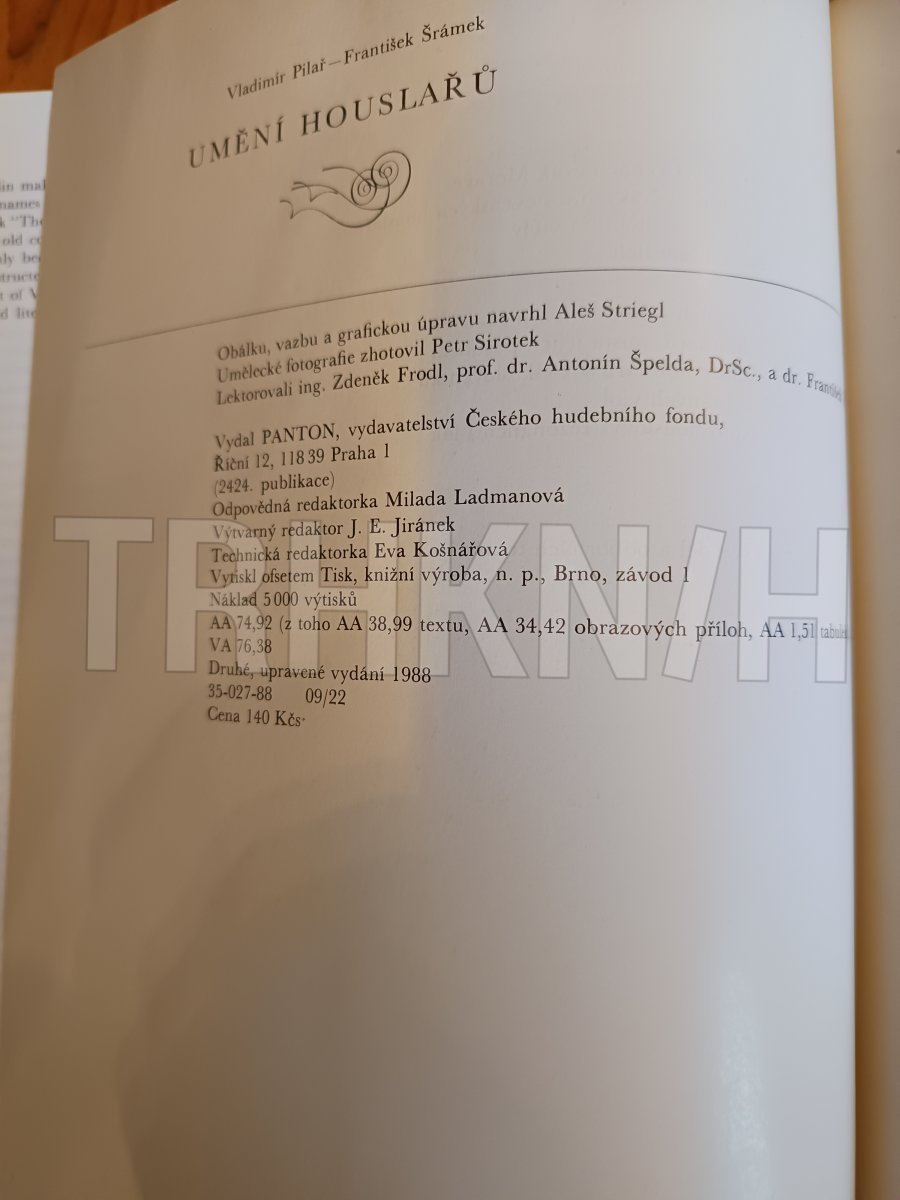 Vladimír Pilař — František Šrámek
UMĚNÍ HOUSLAŘŮ
Obálku, vazbu a grafickou úpravu navrhl Aleš Striegl
Umělecké fotografie zhotovil Petr Sirotek
Lektorovali ing. Zdeněk Frodl, prof. dr. Antonín Špelda, DrSc., a dr. František
Vydal PANTON, vydavatelství Českého hudebního fondu,
Říční 12, 118 39 Praha 1
(2424. publikace)
Odpovědná redaktorka Milada Ladmanová
Výtvarný redaktor J. E. Jiránek
Technická redaktorka Eva Košnářová
Vytiskl ofsetem Tisk, knižní výroba, n. p., Brno, závod 1
Náklad 5 000 výtisků
AA 74,92 (z toho AA 38,99 textu, AA 34,42 obrazových příloh, AA 1,51
VA 76,38
Druhé, upravené vydání 1988
35-027-88 09/22
Cena 140 Kčs
TRHKN/H
names
old
of